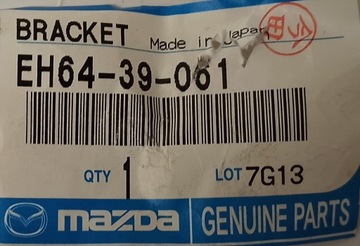 BRACKET Made in Japan
EH64-39-061
QTY 1 LOT 7G13
mazda GENUINE PARTS